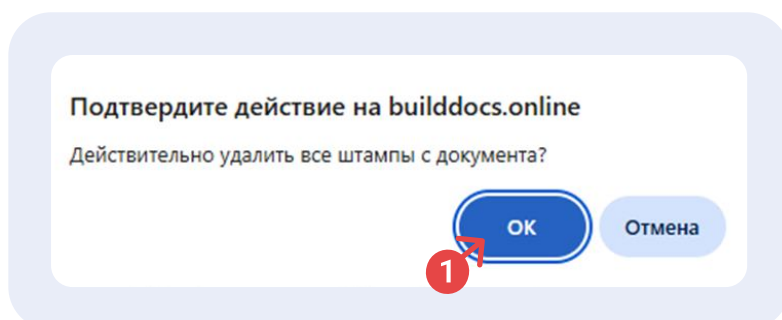 Подтвердите действие на builddocs.online
Действительно удалить все штампы с документа?
ОК Отмена
1